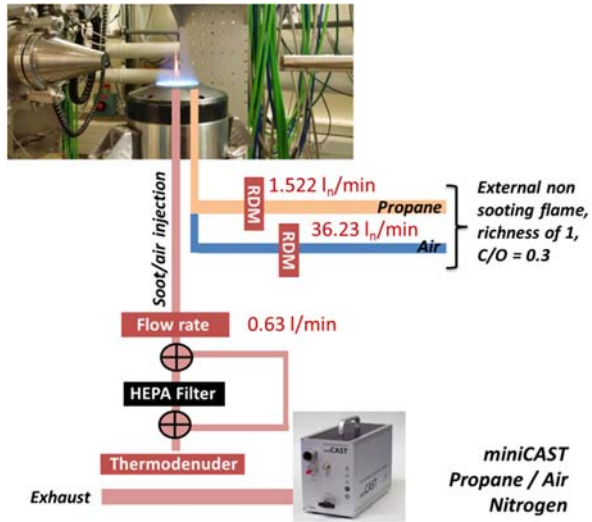 1.522 lₙ/min
RDM
Propane
36.23 lₙ/min
RDM
Air
External non
sooting flame,
richness of 1,
C/O = 0.3
Soot/air injection
Flow rate
0.63 l/min
HEPA Filter
Thermodenuder
Exhaust
miniCAST
miniCAST
Propane / Air
Nitrogen